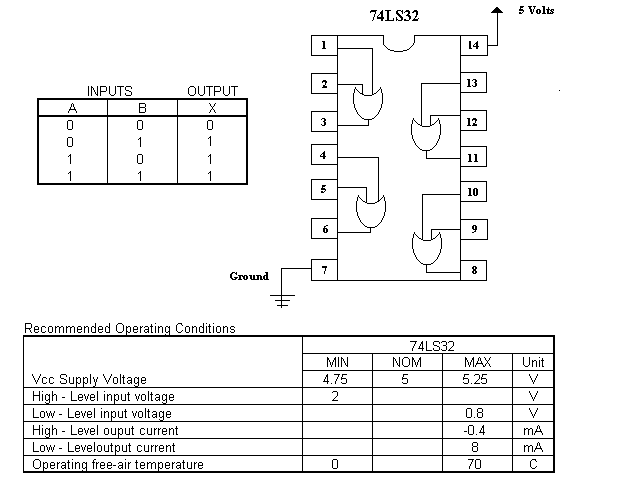 74LS32
5 Volts
1
14
2
13
3
12
4
11
5
10
6
9
7
8
Ground
INPUTS OUTPUT
A B X
0 0 0
0 1 1
1 0 1
1 1 1
Recommended Operating Conditions
74LS32
MIN NOM MAX Unit
Vcc Supply Voltage 4.75 5 5.25 V
High - Level input voltage 2 V
Low - Level input voltage 0.8 V
High - Level ouput current -0.4 mA
Low - Leveloutput current 8 mA
Operating free-air temperature 0 70 C